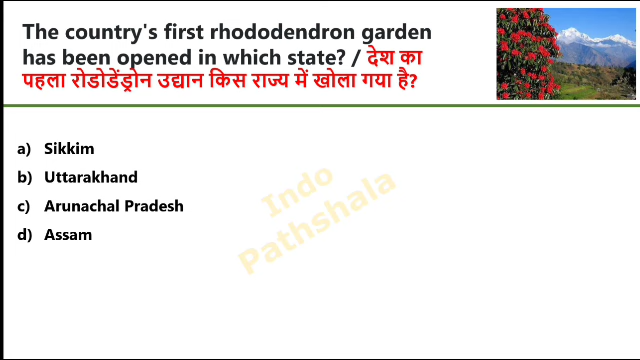 The country's first rhododendron garden
has been opened in which state? / देश का
पहला रोडोडेंड्रोन उद्यान किस राज्य में खोला गया है?
a) Sikkim
b) Uttarakhand
c) Arunachal Pradesh
d) Assam
Indo
Pathshala